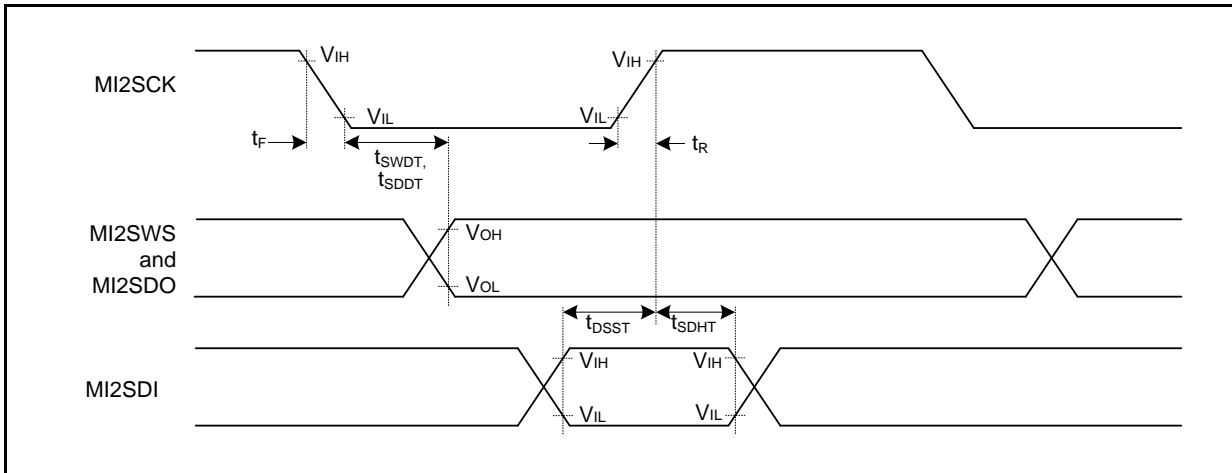 MI2SCK
VIH
VIL
tF
tSWDT,
tSDDT
VIH
VIL
tR
MI2SWS
and
MI2SDO
VOH
VOL
tDSST
tSDHT
MI2SDI
VIH
VIL
VIH
VIL